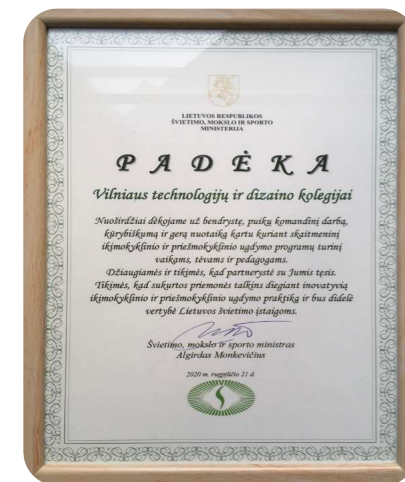 LIETUVOS RESPUBLIKOS
ŠVIETIMO, MOKSLO IR SPORTO
MINISTERIJA
PADĖKA
Vilniaus technologijų ir dizaino kolegijai
Nuoširdžiai dėkojame už bendrystę, puikų komandinį darbą,
kūrybiškumą ir gerą nuotaiką kartu kuriant skaitmeninį
ikimokyklinio ir priešmokyklinio ugdymo programų turinį
vaikams, tėvams ir pedagogams.
Džiaugiamės ir tikimės, kad partnerystė su Jumis tęsis.
Tikimės, kad sukurtos priemonės talkins diegiant inovatyvią
ikimokyklinio ir priešmokyklinio ugdymo praktiką ir bus didelė
vertybė Lietuvos švietimo įstaigoms.
Švietimo, mokslo ir sporto ministras
Algirdas Monkevičius
2020 m. rugpjūčio 21 d.